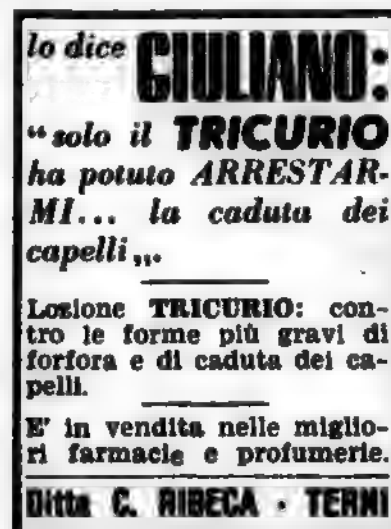 lo dice GIULIANO:
“solo il TRICURIO
ha potuto ARRESTAR-
MI... la caduta dei
capelli„.
Lozione TRICURIO: con-
tro le forme più gravi di
forfora e di caduta dei ca-
pelli.
E' in vendita nelle miglio-
ri farmacie e profumerie.
Ditta C. RIBECA - TERNI